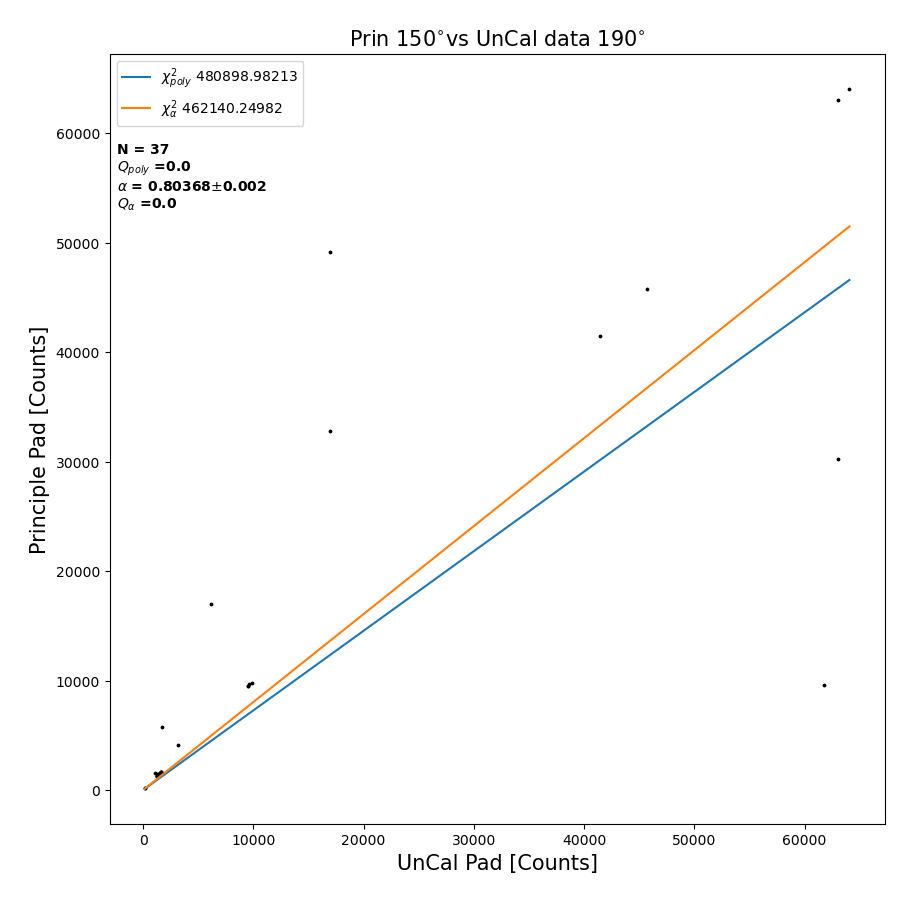 Prin 150°vs UnCal data 190°
χ²poly 480898.98213
χ²α 462140.24982
N = 37
Qpoly =0.0
α = 0.80368±0.002
Qα =0.0
60000
50000
40000
30000
20000
10000
0
Principle Pad [Counts]
0 10000 20000 30000 40000 50000 60000
UnCal Pad [Counts]